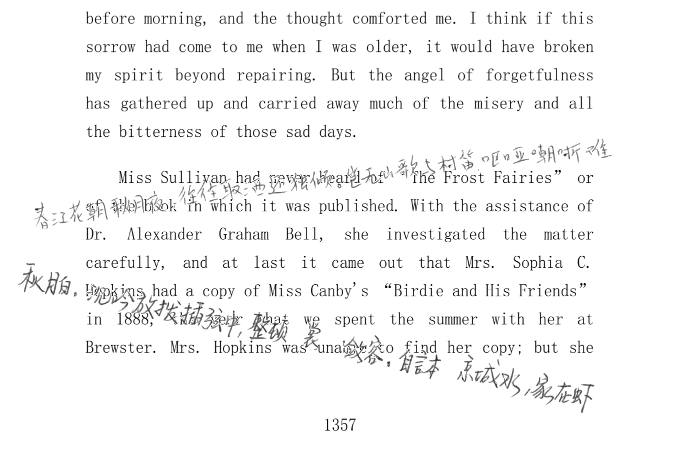 before morning, and the thought comforted me. I think if this
sorrow had come to me when I was older, it would have broken
my spirit beyond repairing. But the angel of forgetfulness
has gathered up and carried away much of the misery and all
the bitterness of those sad days.
Miss Sullivan had never heard of “The Frost Fairies” or
春江花朝秋月夜,往往取酒还独倾。岂无山歌与村笛。呕哑嘲哳难
book in which it was published. With the assistance of
Dr. Alexander Graham Bell, she investigated the matter
carefully, and at last it came out that Mrs. Sophia C.
秋月白。沉吟放拨插弦中,整顿 裳 敛容。自言本 京城 ,家在虾
Hopkins had a copy of Miss Canby's “Birdie and His Friends”
in 1888, that we spent the summer with her at
Brewster. Mrs. Hopkins was unable to find her copy; but she
1357